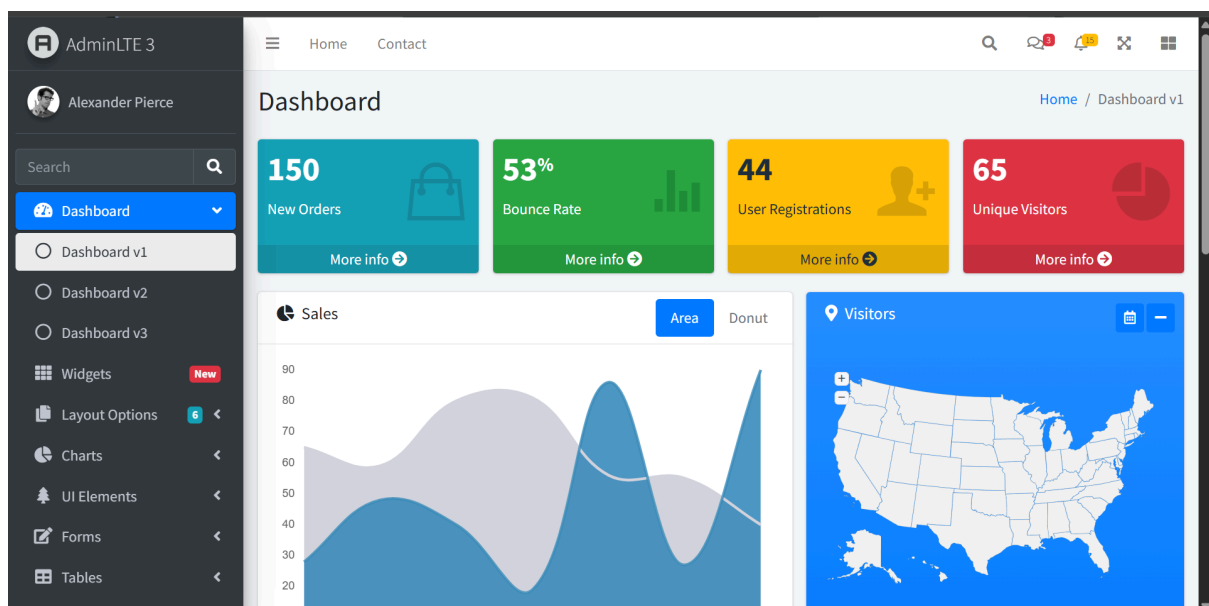 AdminLTE 3
Alexander Pierce
Search
Dashboard
Dashboard v1
Dashboard v2
Dashboard v3
Widgets New
Layout Options 6
Charts
UI Elements
Forms
Tables
Home Contact
3 15
Dashboard
Home / Dashboard v1
150
New Orders
More info
53%
Bounce Rate
More info
44
User Registrations
More info
65
Unique Visitors
More info
Sales
Area Donut
90
80
70
60
50
40
30
20
Visitors
+
−